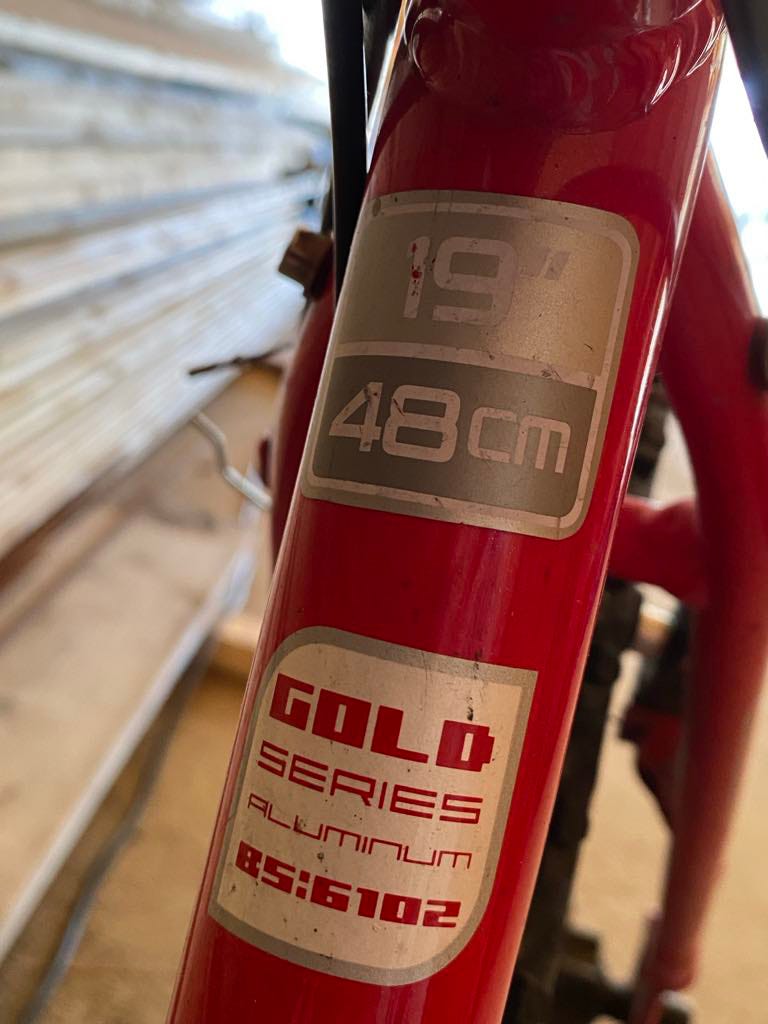 19"
48cm
GOLD
SERIES
ALUMINUM
BS:6102